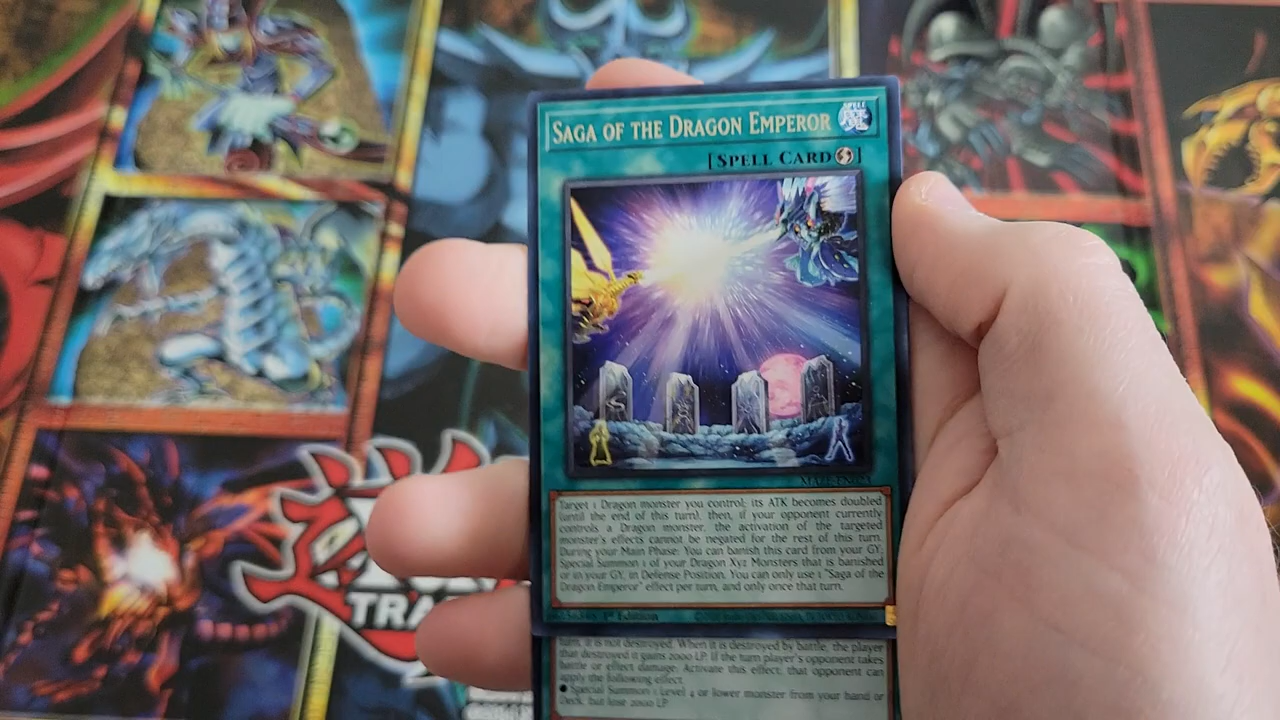 SPELL
魔
SAGA OF THE DRAGON EMPEROR
[SPELL CARD]
Target 1 Dragon monster you control; its ATK becomes doubled
(until the end of this turn), then, if your opponent currently
controls a Dragon monster, the activation of the targeted
monster's effects cannot be negated for the rest of this turn.
During your Main Phase: You can banish this card from your GY;
Special Summon 1 of your Dragon Xyz Monsters that is banished
or in your GY, in Defense Position. You can only use 1 "Saga of the
Dragon Emperor" effect per turn, and only once that turn.
1st Edition
turn, it is not destroyed. When it is destroyed by battle, the player
that destroyed it gains 2000 LP. If the turn player's opponent takes
battle or effect damage: Activate this effect; that opponent can
apply the following effect.
● Special Summon 1 Level 4 or lower monster from your hand or
Deck, but lose 2000 LP.
TRA